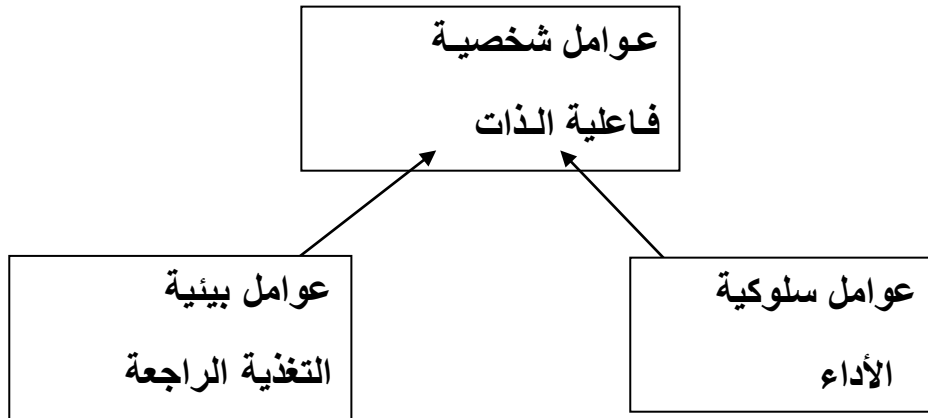 عوامل شخصية
فاعلية الذات
عوامل سلوكية
الأداء
عوامل بيئية
التغذية الراجعة